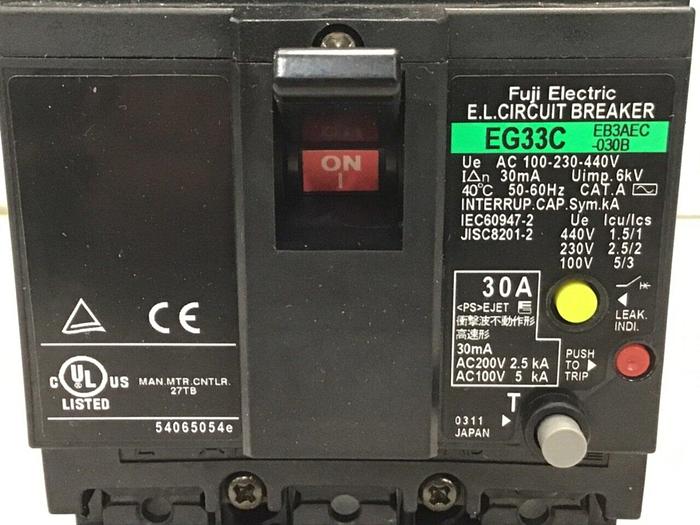 ON
I
Fuji Electric
E.L.CIRCUIT BREAKER
EG33C EB3AEC
-030B
Ue AC 100-230-440V
I△n 30mA Uimp.6kV
40°C 50-60Hz CAT.A
INTERRUP.CAP.Sym.kA
IEC60947-2 Ue Icu/Ics
JISC8201-2 440V 1.5/1
230V 2.5/2
100V 5/3
30A
<PS>EJET
衝撃波不動作形
高速形
30mA
AC200V 2.5 kA
AC100V 5 kA
LEAK.
INDI.
PUSH
TO
TRIP
T
0311
JAPAN
CE
C UL US
LISTED
MAN.MTR.CNTLR.
27TB
54065054e